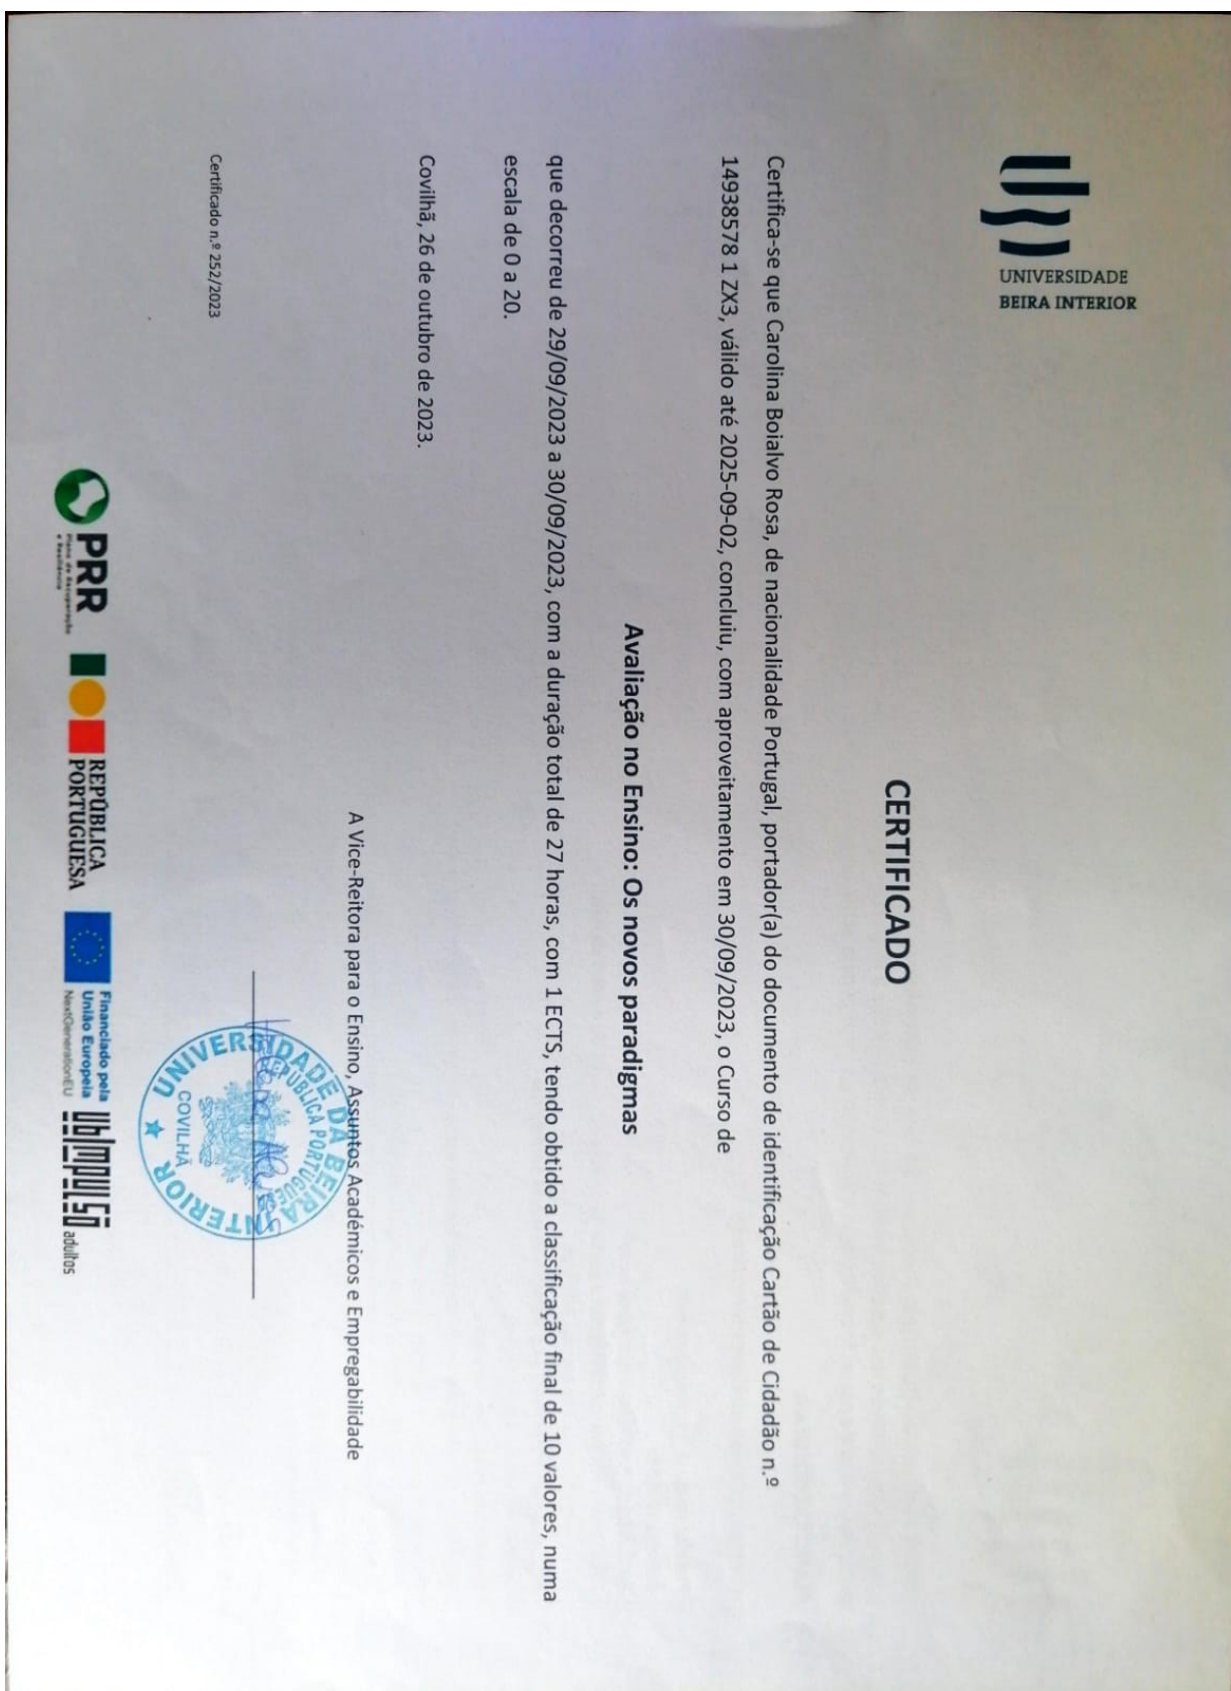 UNIVERSIDADE
BEIRA INTERIOR
CERTIFICADO
Certifica-se que Carolina Boialvo Rosa, de nacionalidade Portugal, portador(a) do documento de identificação Cartão de Cidadão n.º
14938578 1 ZX3, válido até 2025-09-02, concluiu, com aproveitamento em 30/09/2023, o Curso de
Avaliação no Ensino: Os novos paradigmas
que decorreu de 29/09/2023 a 30/09/2023, com a duração total de 27 horas, com 1 ECTS, tendo obtido a classificação final de 10 valores, numa
escala de 0 a 20.
Covilhã, 26 de outubro de 2023.
A Vice-Reitora para o Ensino, Assuntos Académicos e Empregabilidade
UNIVERSIDADE DA BEIRA INTERIOR
COVILHÃ
Certificado n.º 252/2023
PRR
Plano de Recuperação
e Resiliência
REPÚBLICA
PORTUGUESA
Financiado pela
União Europeia
NextGenerationEU
ubImpulso adultos